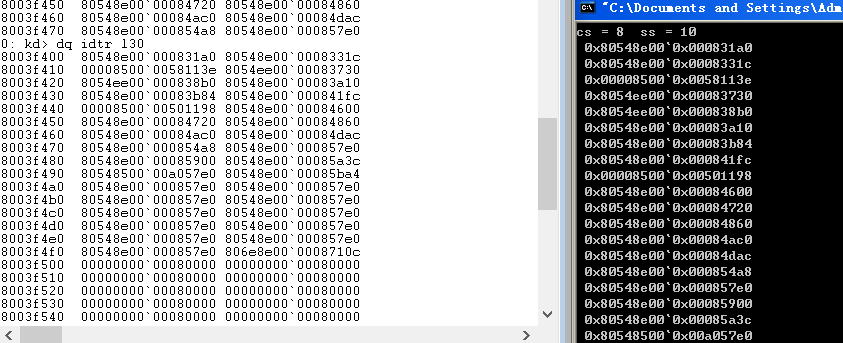 8003f450  80548e00`00084720 80548e00`00084860
8003f460  80548e00`00084ac0 80548e00`00084dac
8003f470  80548e00`000854a8 80548e00`000857e0
0: kd> dq idtr l30
8003f400  80548e00`000831a0 80548e00`0008331c
8003f410  00008500`0058113e 8054ee00`00083730
8003f420  8054ee00`000838b0 80548e00`00083a10
8003f430  80548e00`00083b84 80548e00`000841fc
8003f440  00008500`00501198 80548e00`00084600
8003f450  80548e00`00084720 80548e00`00084860
8003f460  80548e00`00084ac0 80548e00`00084dac
8003f470  80548e00`000854a8 80548e00`000857e0
8003f480  80548e00`00085900 80548e00`00085a3c
8003f490  80548500`00a057e0 80548e00`00085ba4
8003f4a0  80548e00`000857e0 80548e00`000857e0
8003f4b0  80548e00`000857e0 80548e00`000857e0
8003f4c0  80548e00`000857e0 80548e00`000857e0
8003f4d0  80548e00`000857e0 80548e00`000857e0
8003f4e0  80548e00`000857e0 80548e00`000857e0
8003f4f0  80548e00`000857e0 806e8e00`0008710c
8003f500  00000000`00080000 00000000`00080000
8003f510  00000000`00080000 00000000`00080000
8003f520  00000000`00080000 00000000`00080000
8003f530  00000000`00080000 00000000`00080000
8003f540  00000000`00080000 00000000`00080000
"C:\Documents and Settings\Adm
cs = 8  ss = 10
0x80548e00`0x000831a0
0x80548e00`0x0008331c
0x00008500`0x0058113e
0x8054ee00`0x00083730
0x8054ee00`0x000838b0
0x80548e00`0x00083a10
0x80548e00`0x00083b84
0x80548e00`0x000841fc
0x00008500`0x00501198
0x80548e00`0x00084600
0x80548e00`0x00084720
0x80548e00`0x00084860
0x80548e00`0x00084ac0
0x80548e00`0x00084dac
0x80548e00`0x000854a8
0x80548e00`0x000857e0
0x80548e00`0x00085900
0x80548e00`0x00085a3c
0x80548500`0x00a057e0